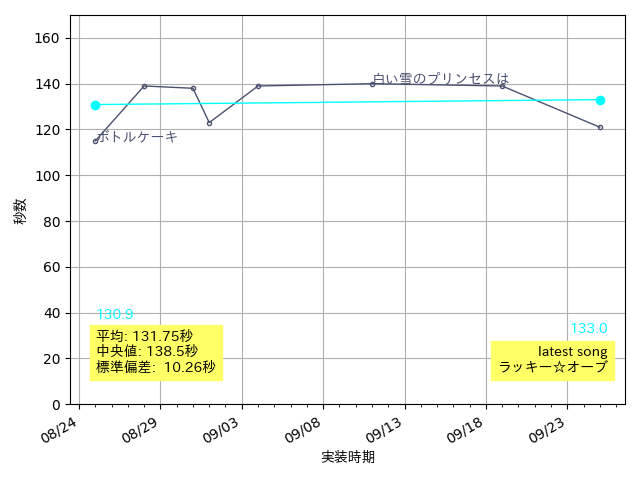 160
140
120
100
80
60
40
20
0
秒数
白い雪のプリンセスは
ボトルケーキ
130.9
133.0
平均: 131.75秒
中央値: 138.5秒
標準偏差: 10.26秒
latest song
ラッキー☆オーブ
08/24
08/29
09/03
09/08
09/13
09/18
09/23
実装時期